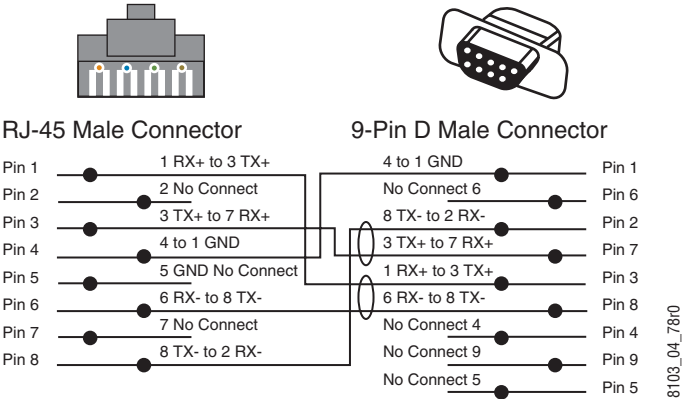 RJ-45 Male Connector
9-Pin D Male Connector
Pin 1 1 RX+ to 3 TX+
Pin 2 2 No Connect
Pin 3 3 TX+ to 7 RX+
Pin 4 4 to 1 GND
Pin 5 5 GND No Connect
Pin 6 6 RX- to 8 TX-
Pin 7 7 No Connect
Pin 8 8 TX- to 2 RX-
4 to 1 GND Pin 1
No Connect 6 Pin 6
8 TX- to 2 RX- Pin 2
3 TX+ to 7 RX+ Pin 7
1 RX+ to 3 TX+ Pin 3
6 RX- to 8 TX- Pin 8
No Connect 4 Pin 4
No Connect 9 Pin 9
No Connect 5 Pin 5
8103_04_78r0